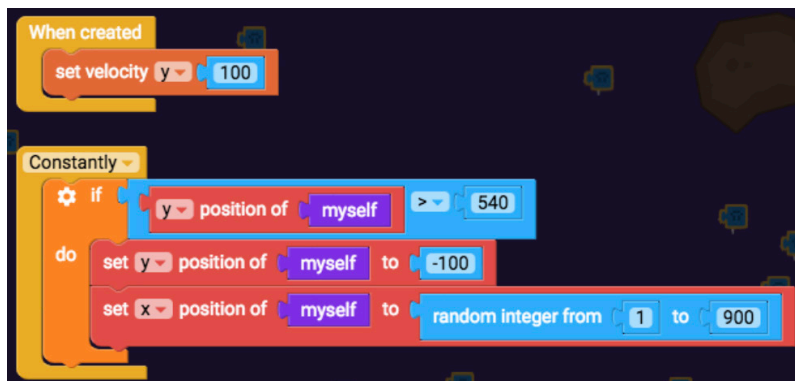 When created
set velocity y 100
Constantly
if y position of myself > 540
do set y position of myself to -100
set x position of myself to random integer from 1 to 900